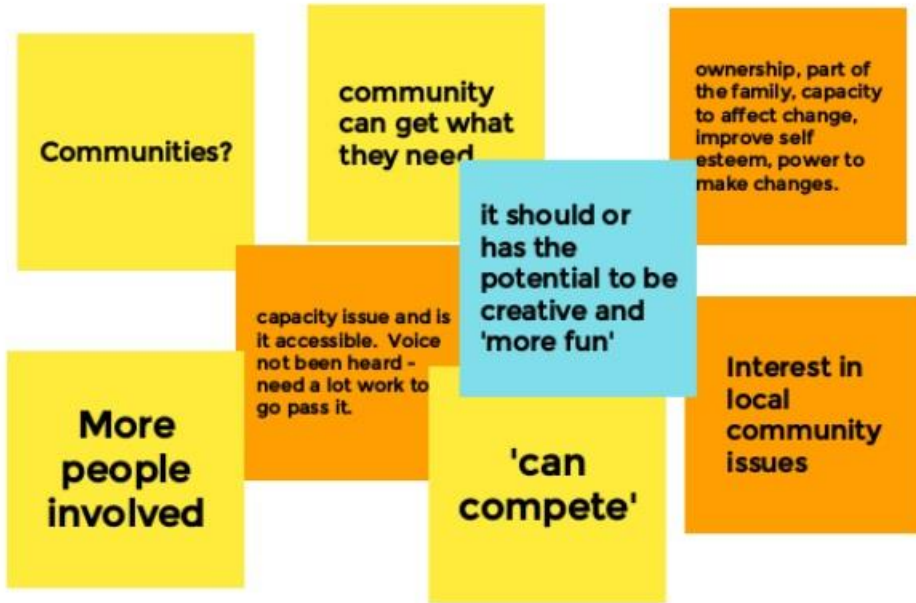 Communities?
community
can get what
they need
ownership, part of
the family, capacity
to affect change,
improve self
esteem, power to
make changes.
it should or
has the
potential to be
creative and
'more fun'
capacity issue and is
it accessible. Voice
not been heard -
need a lot work to
go pass it.
More
people
involved
'can
compete'
Interest in
local
community
issues